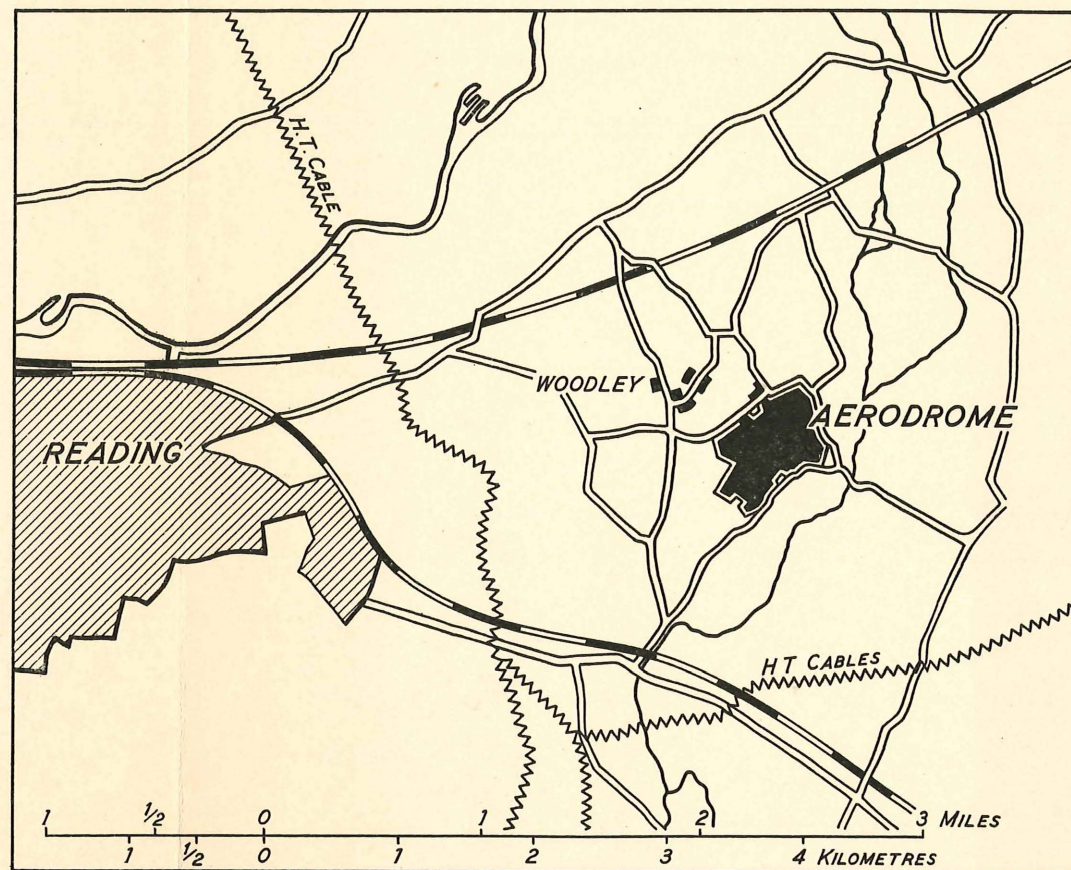 H.T. CABLE
WOODLEY
AERODROME
READING
H T CABLES
1 1/2 0 1 2 3 MILES
1 1/2 0 1 2 3 4 KILOMETRES